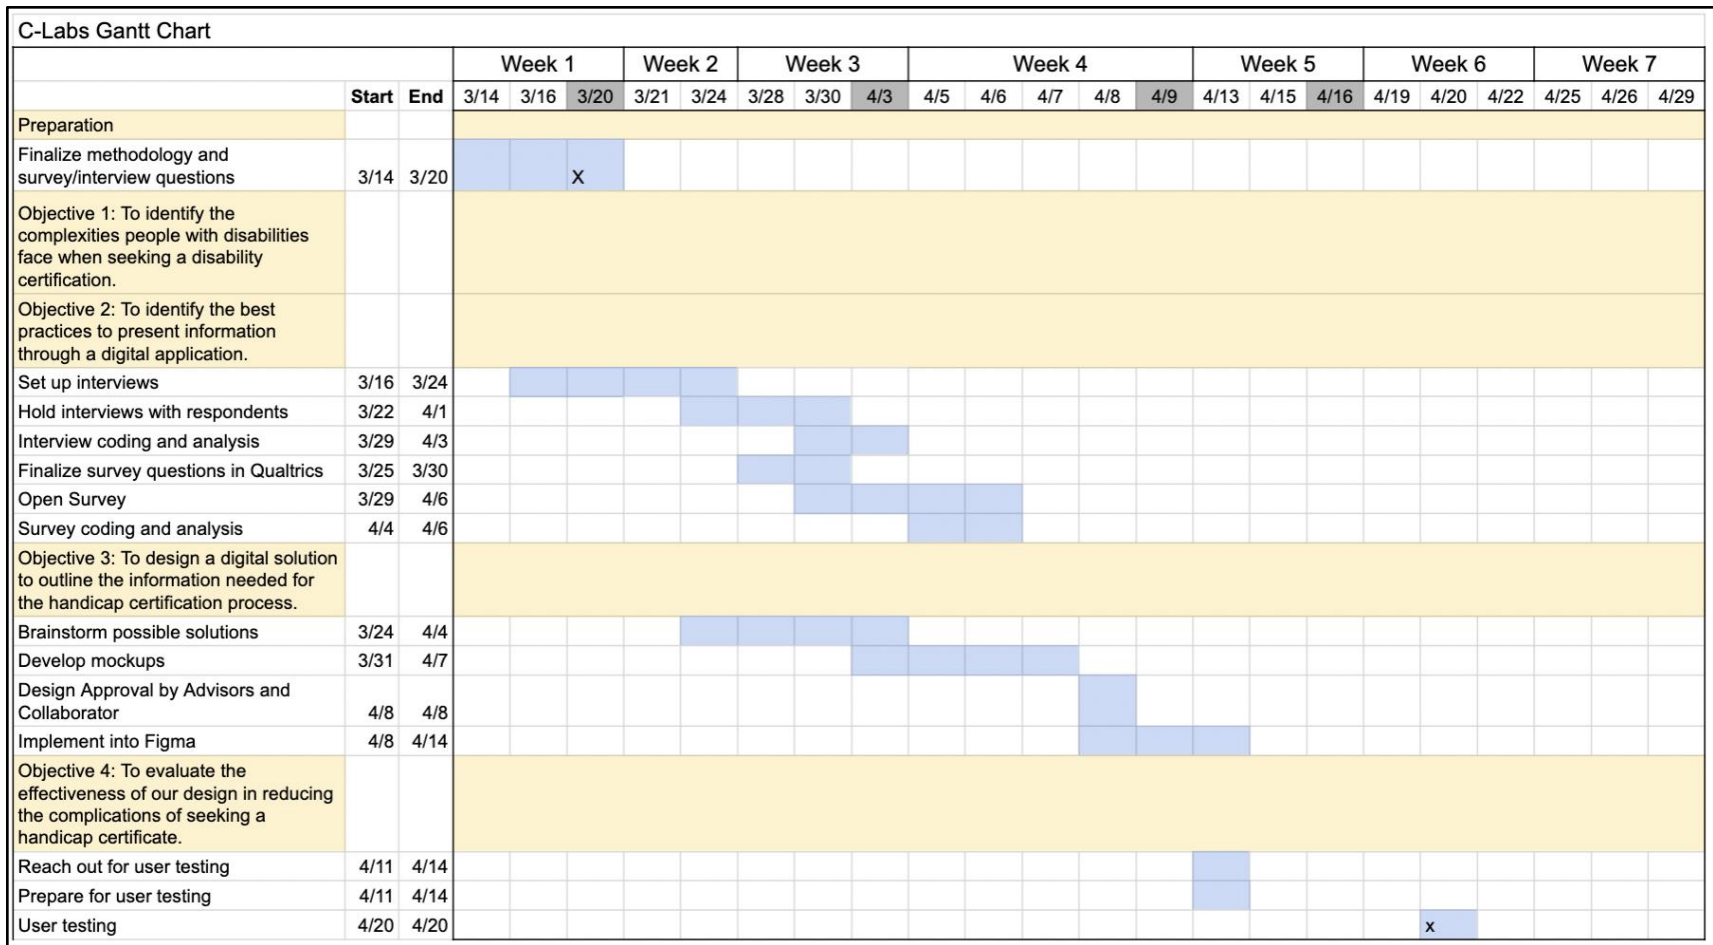 C-Labs Gantt Chart
Week 1 Week 2 Week 3 Week 4 Week 5 Week 6 Week 7
Start End 3/14 3/16 3/20 3/21 3/24 3/28 3/30 4/3 4/5 4/6 4/7 4/8 4/9 4/13 4/15 4/16 4/19 4/20 4/22 4/25 4/26 4/29
Preparation
Finalize methodology and
survey/interview questions 3/14 3/20 X
Objective 1: To identify the
complexities people with disabilities
face when seeking a disability
certification.
Objective 2: To identify the best
practices to present information
through a digital application.
Set up interviews 3/16 3/24
Hold interviews with respondents 3/22 4/1
Interview coding and analysis 3/29 4/3
Finalize survey questions in Qualtrics 3/25 3/30
Open Survey 3/29 4/6
Survey coding and analysis 4/4 4/6
Objective 3: To design a digital solution
to outline the information needed for
the handicap certification process.
Brainstorm possible solutions 3/24 4/4
Develop mockups 3/31 4/7
Design Approval by Advisors and
Collaborator 4/8 4/8
Implement into Figma 4/8 4/14
Objective 4: To evaluate the
effectiveness of our design in reducing
the complications of seeking a
handicap certificate.
Reach out for user testing 4/11 4/14
Prepare for user testing 4/11 4/14
User testing 4/20 4/20 x